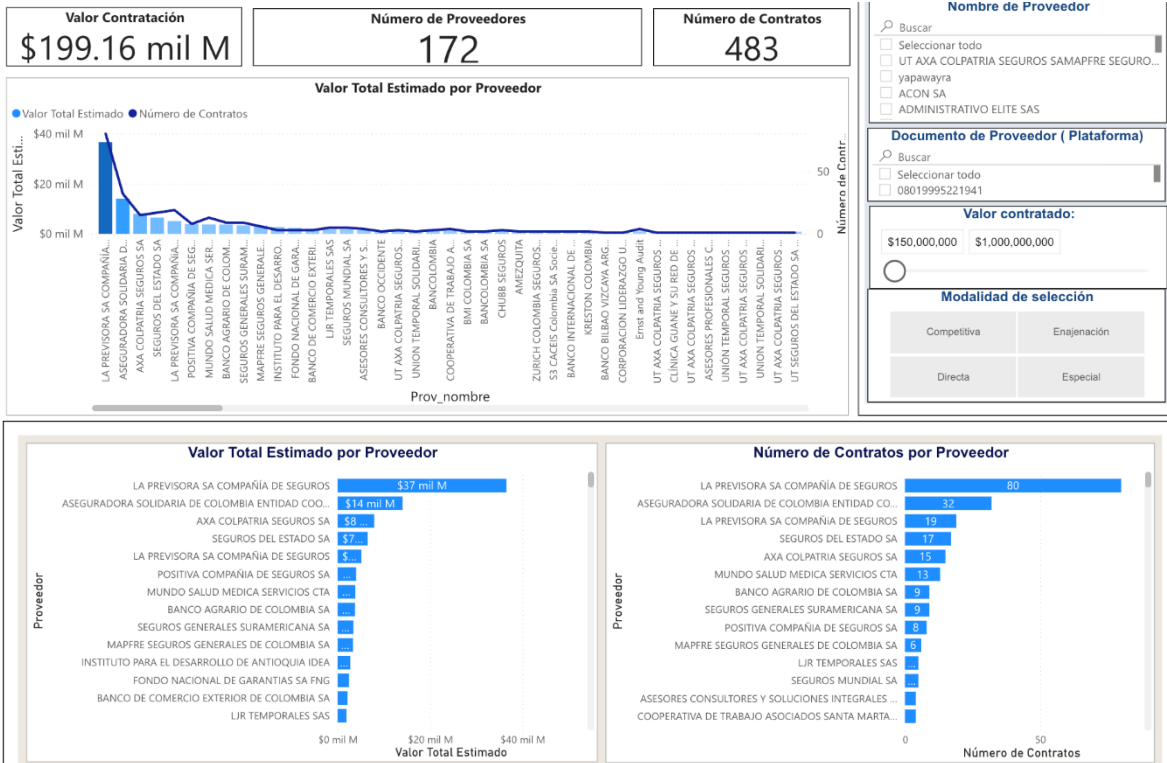 Valor Contratación
$199.16 mil M
Número de Proveedores
172
Número de Contratos
483
Valor Total Estimado por Proveedor
Valor Total Estimado
Número de Contratos
Valor Total Esti...
$40 mil M
$20 mil M
$0 mil M
50
0
Número de Contr...
LA PREVISORA SA COMPAÑÍA...
ASEGURADORA SOLIDARIA D...
AXA COLPATRIA SEGUROS SA
SEGUROS DEL ESTADO SA
LA PREVISORA SA COMPAÑiA...
POSITIVA COMPAÑIA DE SEG...
MUNDO SALUD MEDICA SER...
BANCO AGRARIO DE COLOM...
SEGUROS GENERALES SURAM...
MAPFRE SEGUROS GENERALE...
INSTITUTO PARA EL DESARRO...
FONDO NACIONAL DE GARA...
BANCO DE COMERCIO EXTERI...
LJR TEMPORALES SAS
SEGUROS MUNDIAL SA
ASESORES CONSULTORES Y S...
BANCO OCCIDENTE
UT AXA COLPATRIA SEGUROS...
UNION TEMPORAL SOLIDARI...
BANCOLOMBIA
COOPERATIVA DE TRABAJO A...
BMI COLOMBIA SA
BANCOLOMBIA SA
CHUBB SEGUROS
AMEZQUITA
ZURICH COLOMBIA SEGUROS...
S3 CACEIS Colombia SA Socie...
BANCO INTERNACIONAL DE ...
KRESTON COLOMBIA
BANCO BILBAO VIZCAYA ARG...
CORPORACION LIDERAZGO U...
Ernst and Young Audit
UT AXA COLPATRIA SEGUROS ...
CLÍNICA GUANE Y SU RED DE ...
UT AXA COLPATRIA SEGUROS ...
ASESORES PROFESIONALES C...
UNIÓN TEMPORAL SEGUROS ...
UT AXA COLPATRIA SEGUROS ...
UNION TEMPORAL SOLIDARI...
UT AXA COLPATRIA SEGUROS ...
UT SEGUROS DEL ESTADO SA...
Prov_nombre
Nombre de Proveedor
Buscar
Seleccionar todo
UT AXA COLPATRIA SEGUROS SAMAPFRE SEGURO...
yapawayra
ACON SA
ADMINISTRATIVO ELITE SAS
Documento de Proveedor ( Plataforma)
Buscar
Seleccionar todo
08019995221941
Valor contratado:
$150,000,000
$1,000,000,000
Modalidad de selección
Competitiva
Enajenación
Directa
Especial
Valor Total Estimado por Proveedor
Proveedor
LA PREVISORA SA COMPAÑÍA DE SEGUROS
$37 mil M
ASEGURADORA SOLIDARIA DE COLOMBIA ENTIDAD COO...
$14 mil M
AXA COLPATRIA SEGUROS SA
$8 ...
SEGUROS DEL ESTADO SA
$7...
LA PREVISORA SA COMPAÑiA DE SEGUROS
$...
POSITIVA COMPAÑIA DE SEGUROS SA
...
MUNDO SALUD MEDICA SERVICIOS CTA
...
BANCO AGRARIO DE COLOMBIA SA
...
SEGUROS GENERALES SURAMERICANA SA
...
MAPFRE SEGUROS GENERALES DE COLOMBIA SA
...
INSTITUTO PARA EL DESARROLLO DE ANTIOQUIA IDEA
...
FONDO NACIONAL DE GARANTIAS SA FNG
BANCO DE COMERCIO EXTERIOR DE COLOMBIA SA
LJR TEMPORALES SAS
$0 mil M
$20 mil M
$40 mil M
Valor Total Estimado
Número de Contratos por Proveedor
Proveedor
LA PREVISORA SA COMPAÑÍA DE SEGUROS
80
ASEGURADORA SOLIDARIA DE COLOMBIA ENTIDAD CO...
32
LA PREVISORA SA COMPAÑiA DE SEGUROS
19
SEGUROS DEL ESTADO SA
17
AXA COLPATRIA SEGUROS SA
15
MUNDO SALUD MEDICA SERVICIOS CTA
13
BANCO AGRARIO DE COLOMBIA SA
9
SEGUROS GENERALES SURAMERICANA SA
9
POSITIVA COMPAÑIA DE SEGUROS SA
8
MAPFRE SEGUROS GENERALES DE COLOMBIA SA
6
LJR TEMPORALES SAS
...
SEGUROS MUNDIAL SA
...
ASESORES CONSULTORES Y SOLUCIONES INTEGRALES ...
COOPERATIVA DE TRABAJO ASOCIADOS SANTA MARTA...
0
50
Número de Contratos